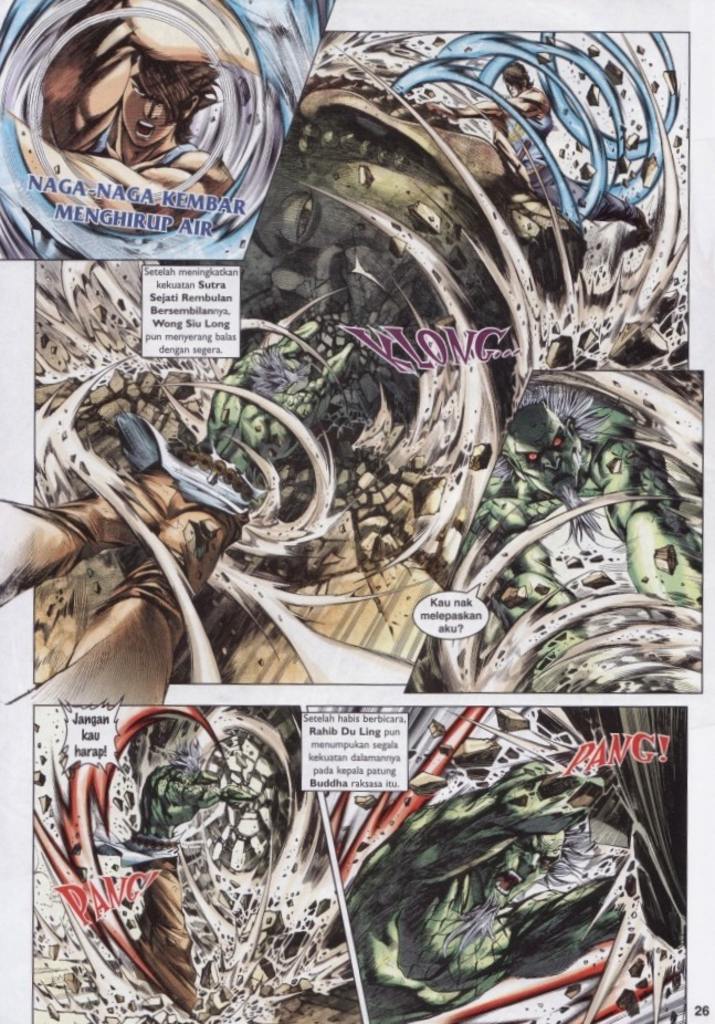 NAGA-NAGA KEMBAR
MENGHIRUP AIR
Setelah meningkatkan
kekuatan Sutra
Sejati Rembulan
Bersembilannya,
Wong Siu Long
pun menyerang balas
dengan segera.
KLONG...
Kau nak
melepaskan
aku?
Jangan
kau
harap!
PANG
Setelah habis berbicara,
Rahib Du Ling pun
menumpukan segala
kekuatan dalamannya
pada kepala patung
Buddha raksasa itu.
PANG!
26